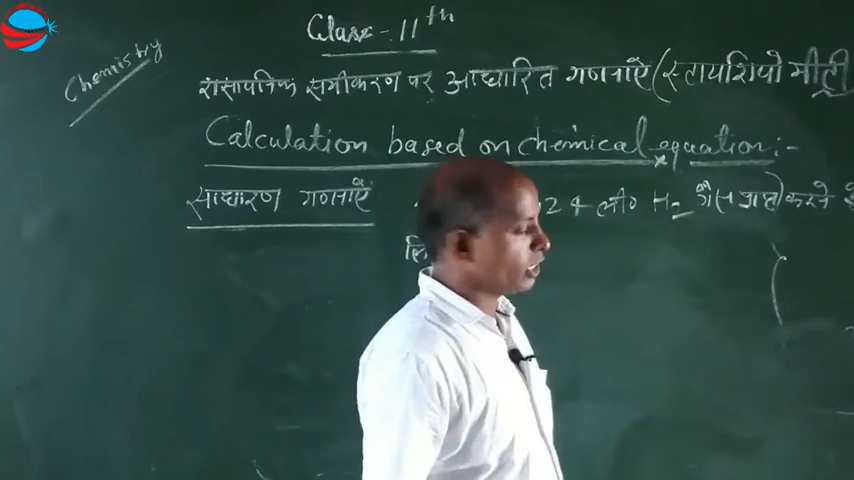 Class - 11th
Chemistry
रासायनिक समीकरण पर आधारित गणनाऐं (स्टायशियोमीट्री
Calculation based on chemical equation :-
साधारण गणनाऐं 24 ली० H2 गैस प्राप्त करने के
लि